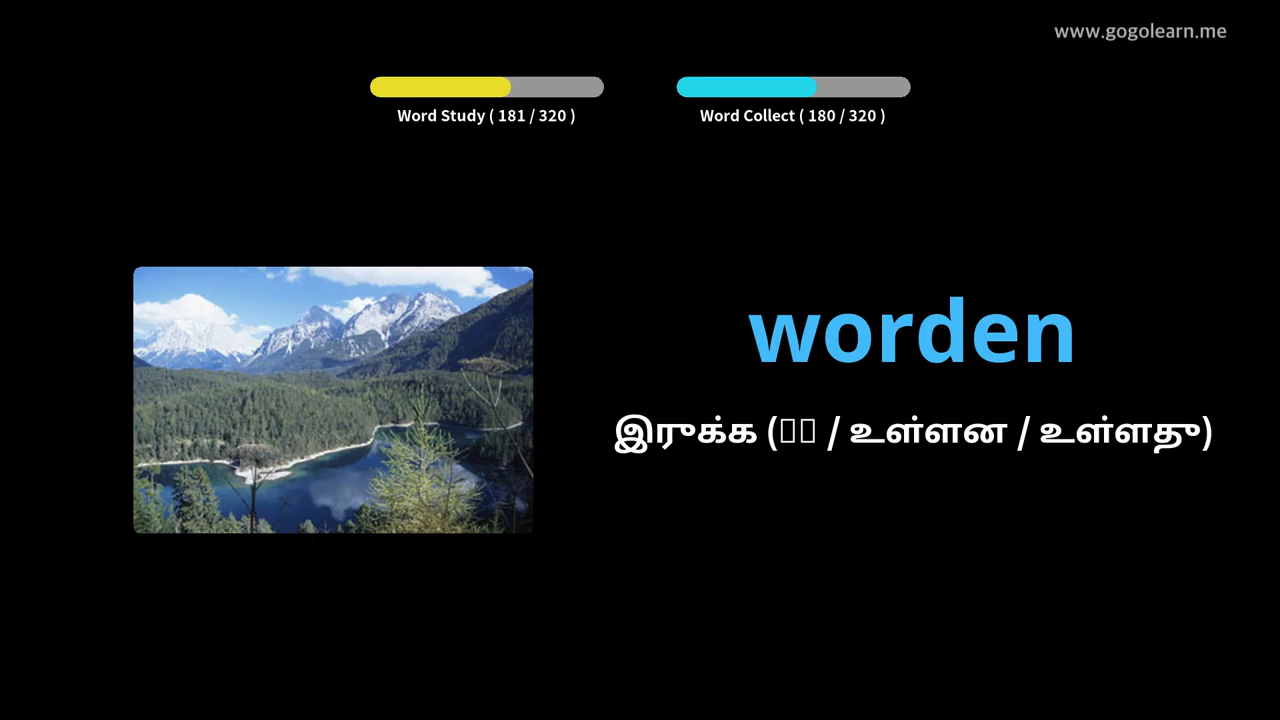 www.gogolearn.me
Word Study ( 181 / 320 )
Word Collect ( 180 / 320 )
worden
இருக்க (▯▯ / உள்ளன / உள்ளது)